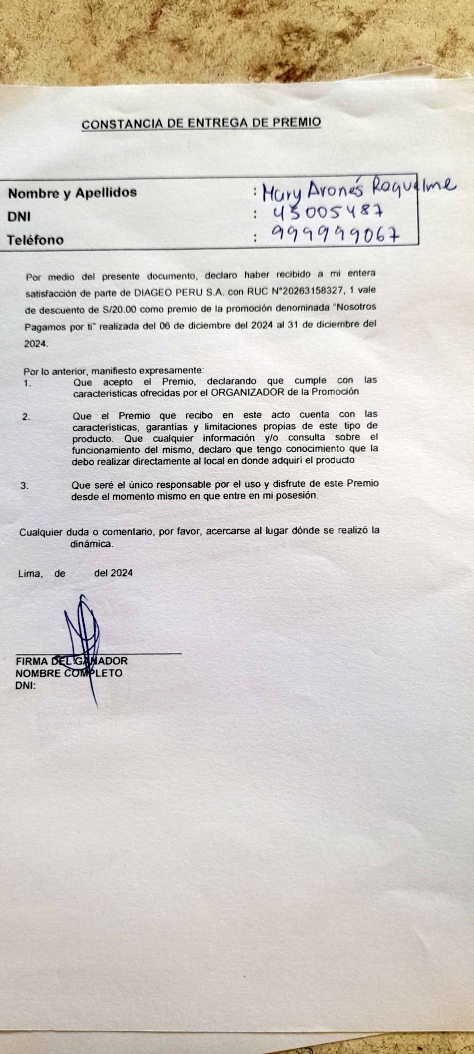 CONSTANCIA DE ENTREGA DE PREMIO
Nombre y Apellidos : Mary Aronés Roquelme
DNI : 45005487
Teléfono : 999999067
Por medio del presente documento, declaro haber recibido a mi entera
satisfacción de parte de DIAGEO PERU S.A. con RUC N°20263158327, 1 vale
de descuento de S/20.00 como premio de la promoción denominada "Nosotros
Pagamos por ti" realizada del 06 de diciembre del 2024 al 31 de diciembre del
2024.
Por lo anterior, manifiesto expresamente:
1. Que acepto el Premio, declarando que cumple con las
características ofrecidas por el ORGANIZADOR de la Promoción
2. Que el Premio que recibo en este acto cuenta con las
características, garantías y limitaciones propias de este tipo de
producto. Que cualquier información y/o consulta sobre el
funcionamiento del mismo, declaro que tengo conocimiento que la
debo realizar directamente al local en donde adquirí el producto
3. Que seré el único responsable por el uso y disfrute de este Premio
desde el momento mismo en que entre en mi posesión.
Cualquier duda o comentario, por favor, acercarse al lugar dónde se realizó la
dinámica.
Lima, de del 2024
FIRMA DEL GANADOR
NOMBRE COMPLETO
DNI: